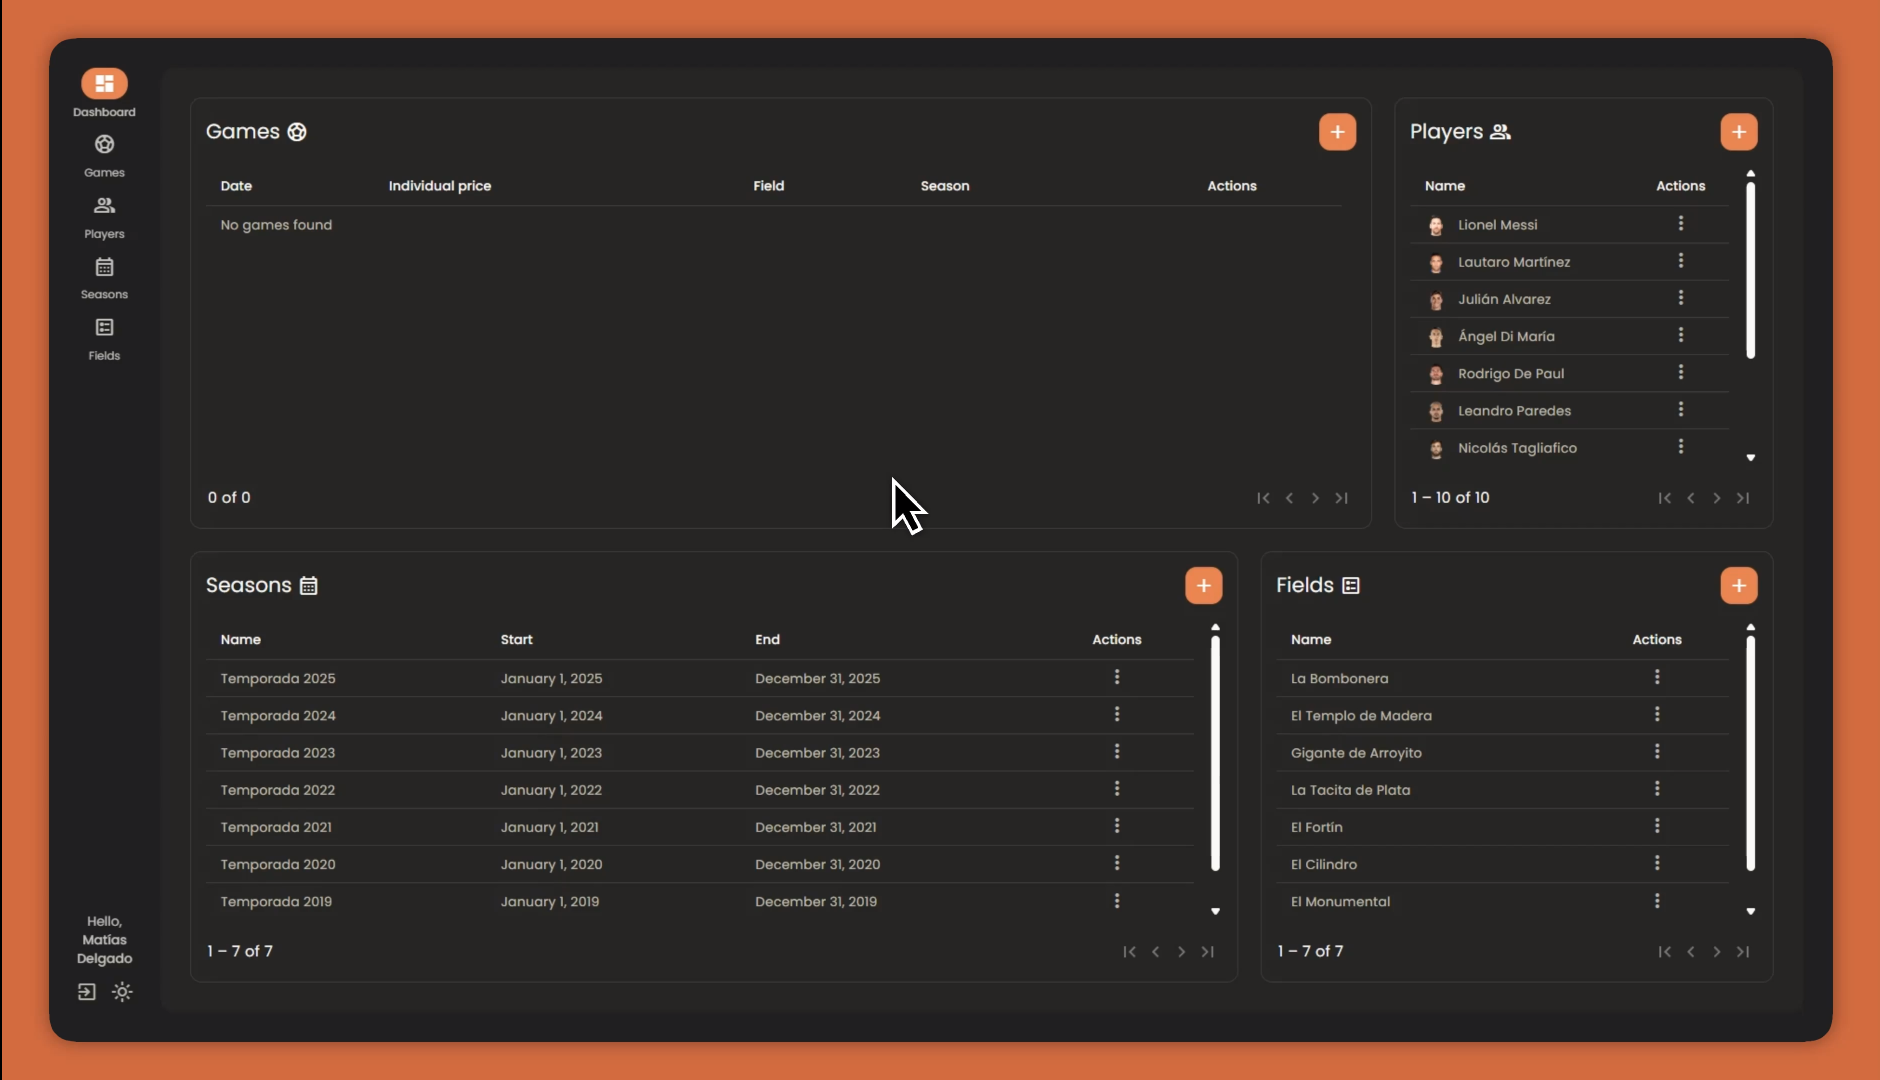 Dashboard
Games
Players
Seasons
Fields
Hello,
Matías
Delgado
Games
Date Individual price Field Season Actions
No games found
0 of 0
Players
Name Actions
Lionel Messi
Lautaro Martínez
Julián Alvarez
Ángel Di María
Rodrigo De Paul
Leandro Paredes
Nicolás Tagliafico
1 – 10 of 10
Seasons
Name Start End Actions
Temporada 2025 January 1, 2025 December 31, 2025
Temporada 2024 January 1, 2024 December 31, 2024
Temporada 2023 January 1, 2023 December 31, 2023
Temporada 2022 January 1, 2022 December 31, 2022
Temporada 2021 January 1, 2021 December 31, 2021
Temporada 2020 January 1, 2020 December 31, 2020
Temporada 2019 January 1, 2019 December 31, 2019
1 – 7 of 7
Fields
Name Actions
La Bombonera
El Templo de Madera
Gigante de Arroyito
La Tacita de Plata
El Fortín
El Cilindro
El Monumental
1 – 7 of 7